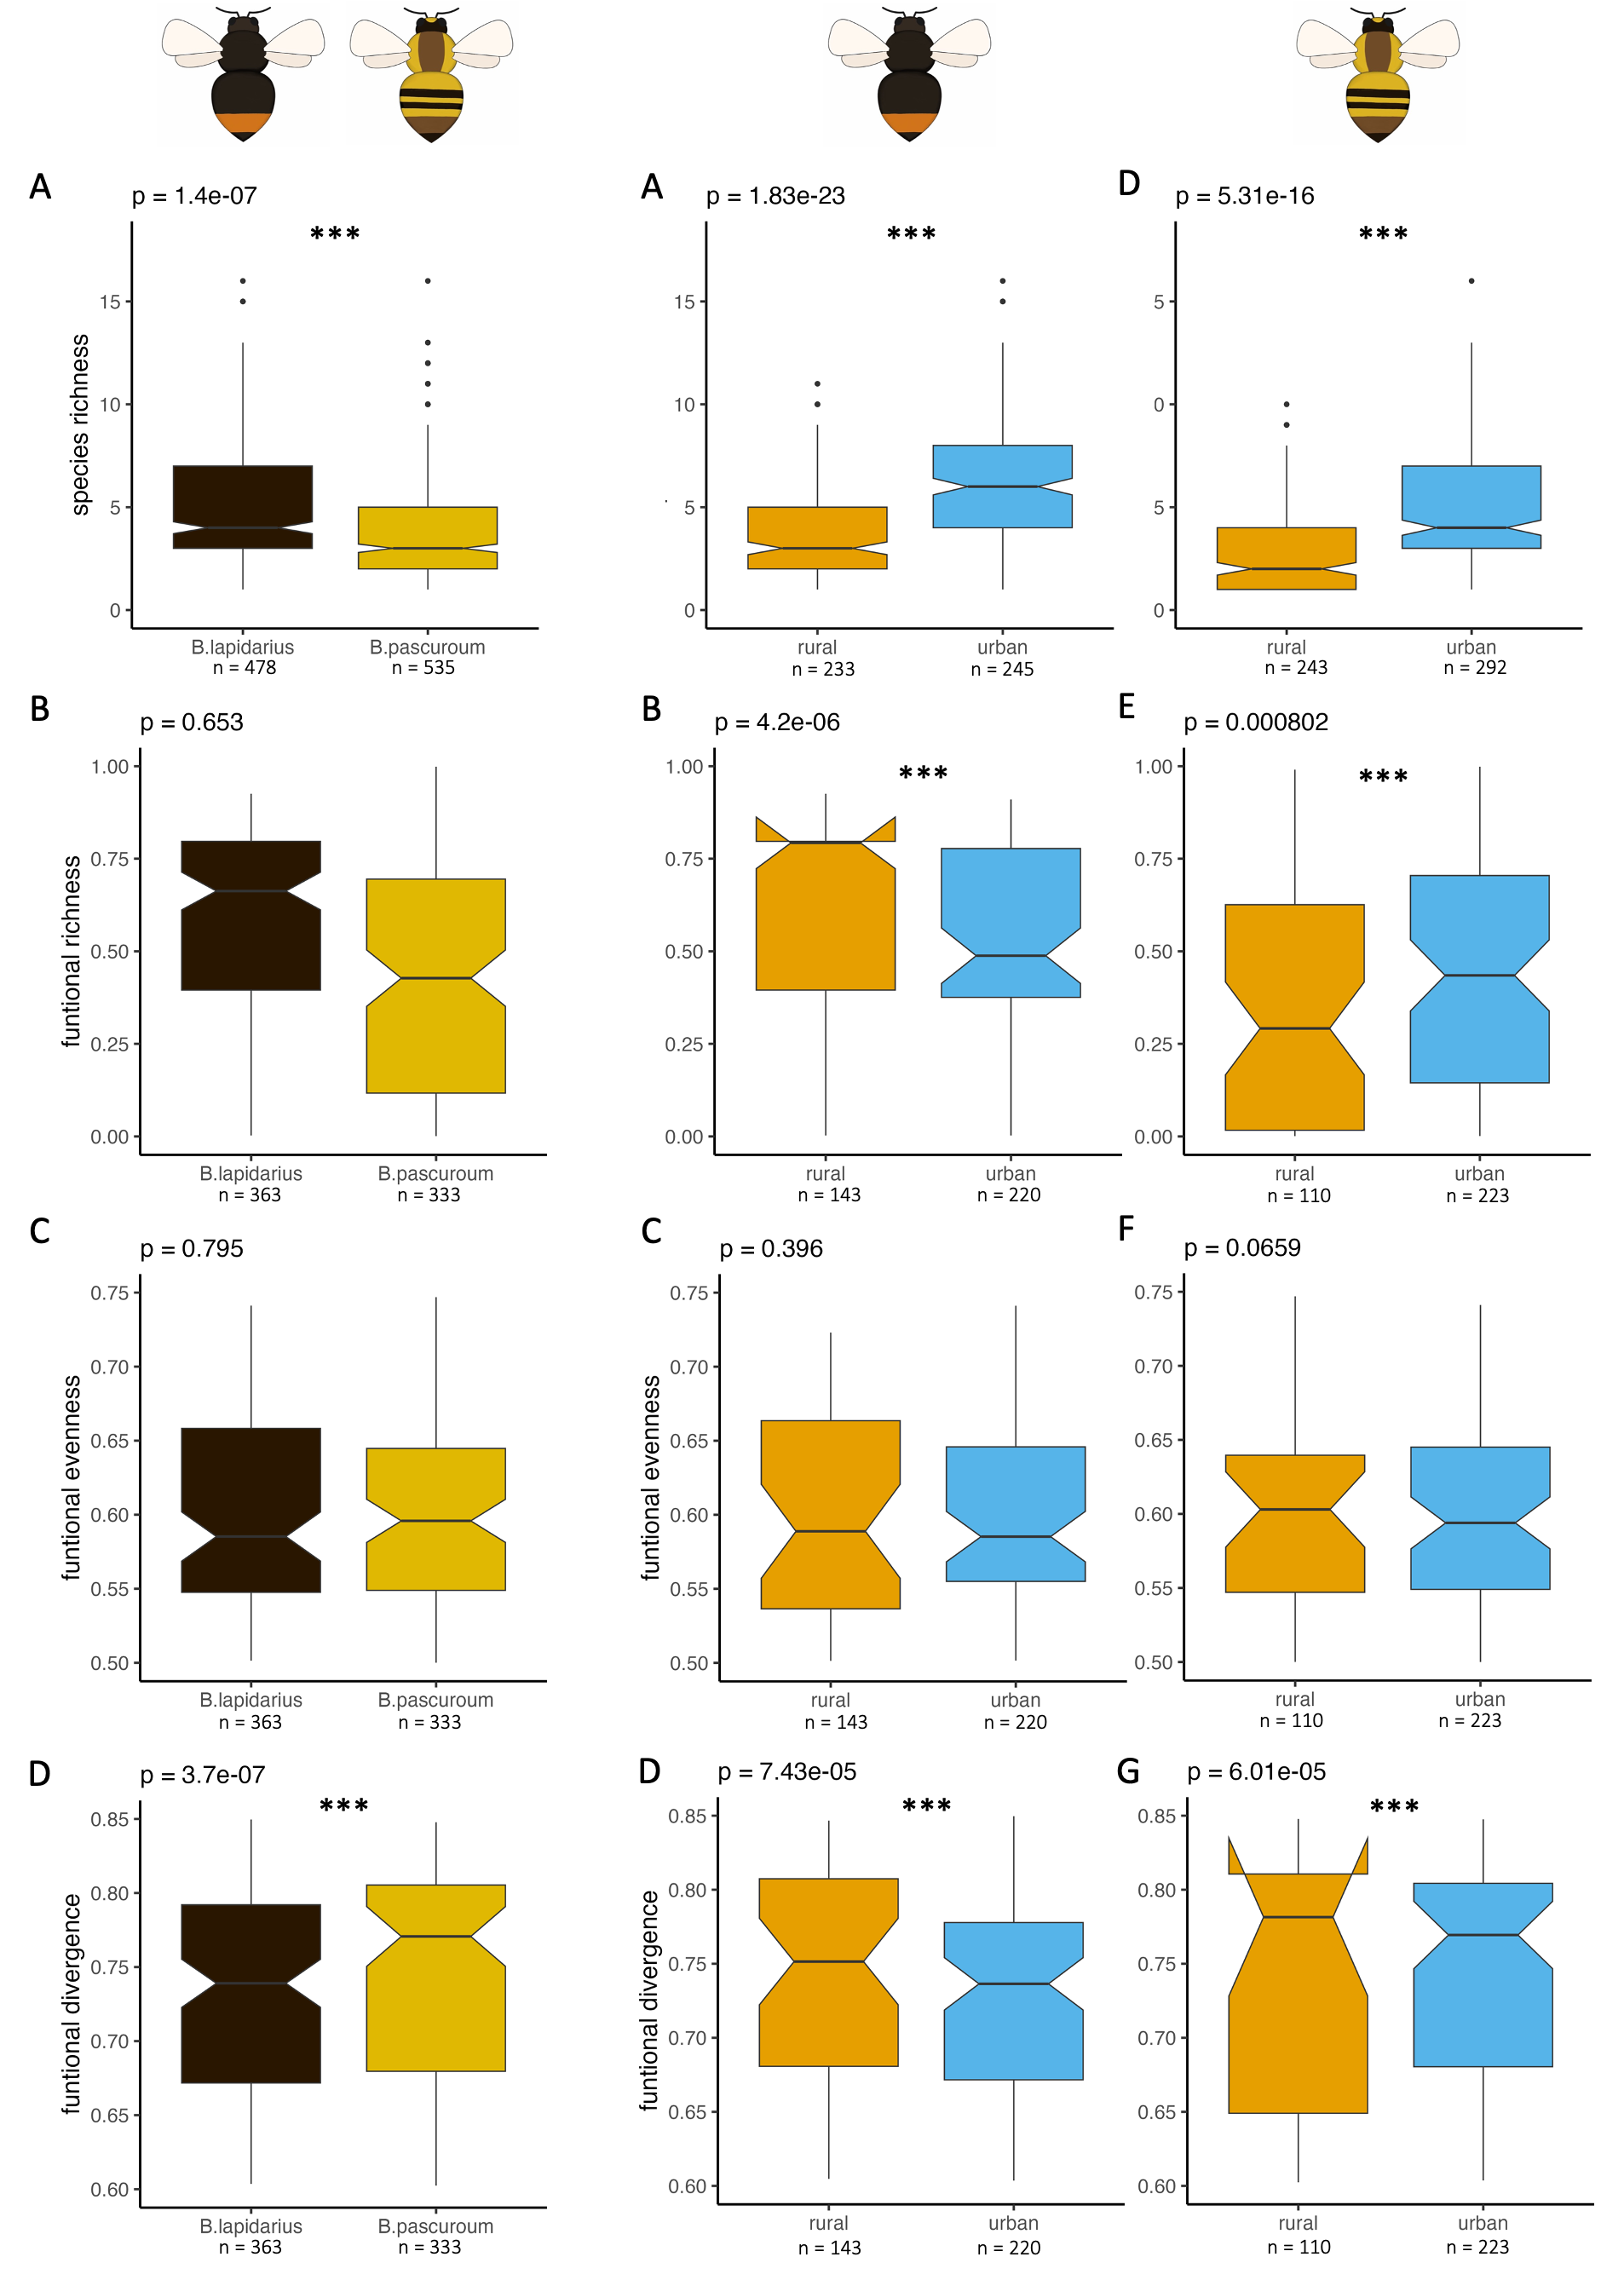 A
p = 1.4e-07
***
species richness
15
10
5
0
B.lapidarius
n = 478
B.pascuroum
n = 535
A
p = 1.83e-23
***
15
10
5
0
rural
n = 233
urban
n = 245
D
p = 5.31e-16
***
5
0
5
0
rural
n = 243
urban
n = 292
B
p = 0.653
funtional richness
1.00
0.75
0.50
0.25
0.00
B.lapidarius
n = 363
B.pascuroum
n = 333
B
p = 4.2e-06
***
1.00
0.75
0.50
0.25
0.00
rural
n = 143
urban
n = 220
E
p = 0.000802
***
1.00
0.75
0.50
0.25
0.00
rural
n = 110
urban
n = 223
C
p = 0.795
funtional evenness
0.75
0.70
0.65
0.60
0.55
0.50
B.lapidarius
n = 363
B.pascuroum
n = 333
C
p = 0.396
funtional evenness
0.75
0.70
0.65
0.60
0.55
0.50
rural
n = 143
urban
n = 220
F
p = 0.0659
0.75
0.70
0.65
0.60
0.55
0.50
rural
n = 110
urban
n = 223
D
p = 3.7e-07
***
funtional divergence
0.85
0.80
0.75
0.70
0.65
0.60
B.lapidarius
n = 363
B.pascuroum
n = 333
D
p = 7.43e-05
***
funtional divergence
0.85
0.80
0.75
0.70
0.65
0.60
rural
n = 143
urban
n = 220
G
p = 6.01e-05
***
0.85
0.80
0.75
0.70
0.65
0.60
rural
n = 110
urban
n = 223